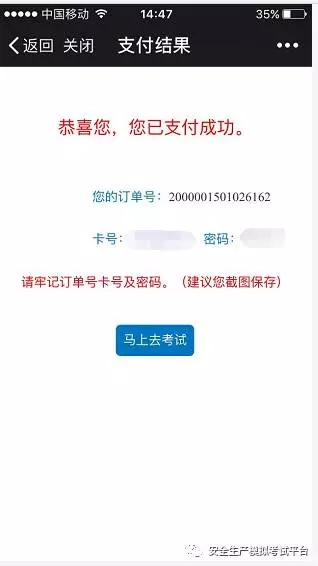 中国移动 14:47 35%
返回 关闭 支付结果
恭喜您，您已支付成功。
您的订单号：2000001501026162
卡号： 密码：
请牢记订单号卡号及密码。（建议您截图保存）
马上去考试
安全生产模拟考试平台